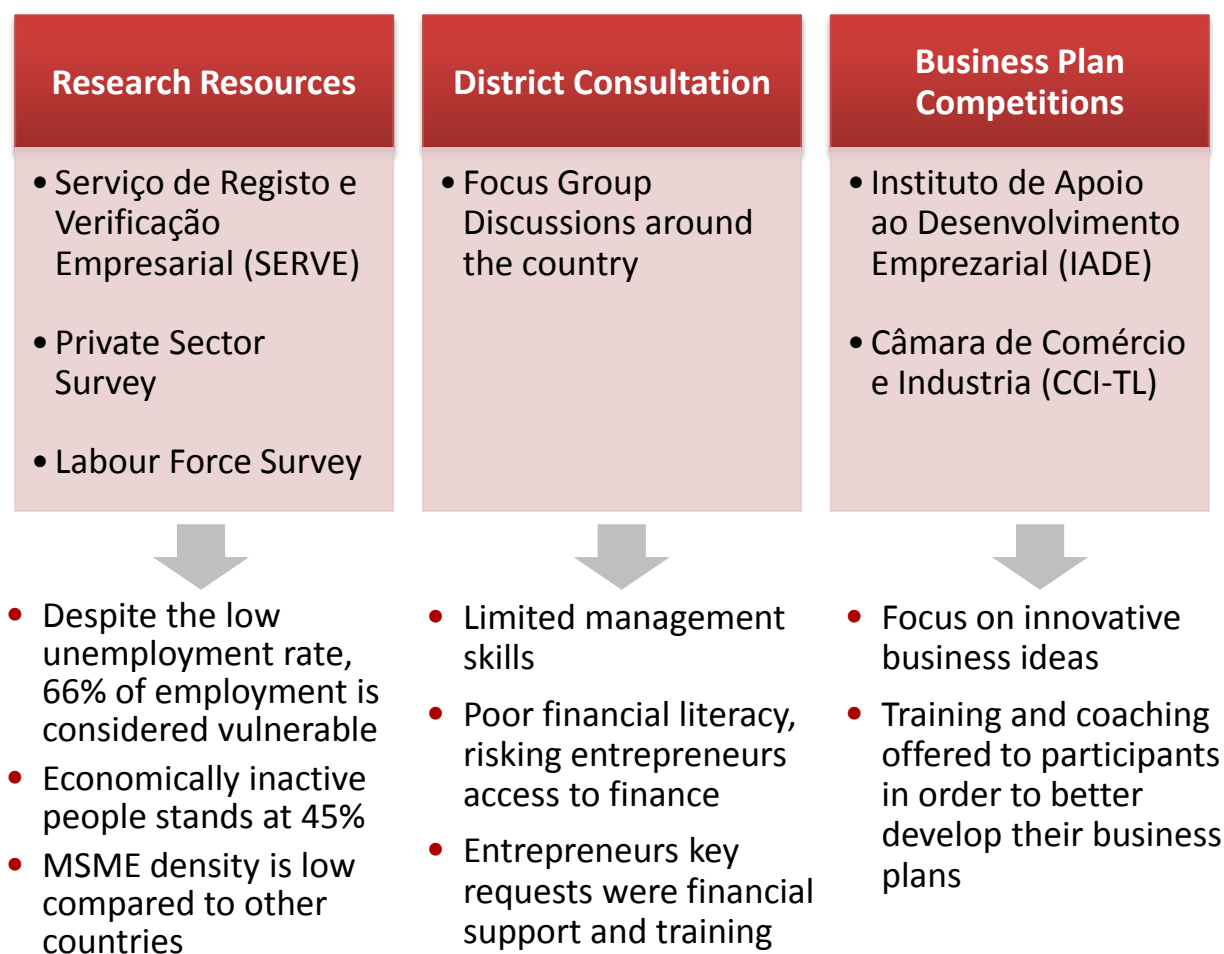 Research Resources
• Serviço de Registo e
Verificação
Empresarial (SERVE)
• Private Sector
Survey
• Labour Force Survey
• Despite the low
unemployment rate,
66% of employment is
considered vulnerable
• Economically inactive
people stands at 45%
• MSME density is low
compared to other
countries
District Consultation
• Focus Group
Discussions around
the country
• Limited management
skills
• Poor financial literacy,
risking entrepreneurs
access to finance
• Entrepreneurs key
requests were financial
support and training
Business Plan
Competitions
• Instituto de Apoio
ao Desenvolvimento
Emprezarial (IADE)
• Câmara de Comércio
e Industria (CCI-TL)
• Focus on innovative
business ideas
• Training and coaching
offered to participants
in order to better
develop their business
plans